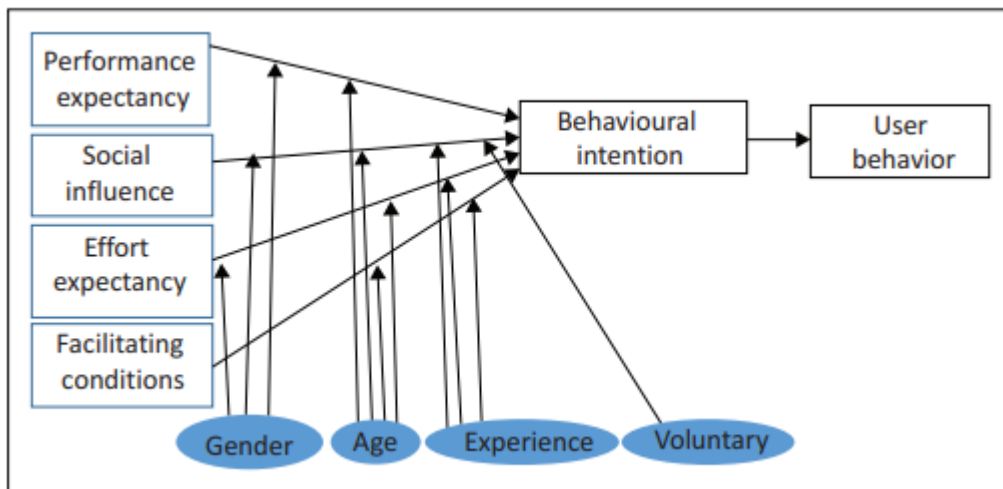 Performance
expectancy
Social
influence
Effort
expectancy
Facilitating
conditions
Behavioural
intention
User
behavior
Gender
Age
Experience
Voluntary